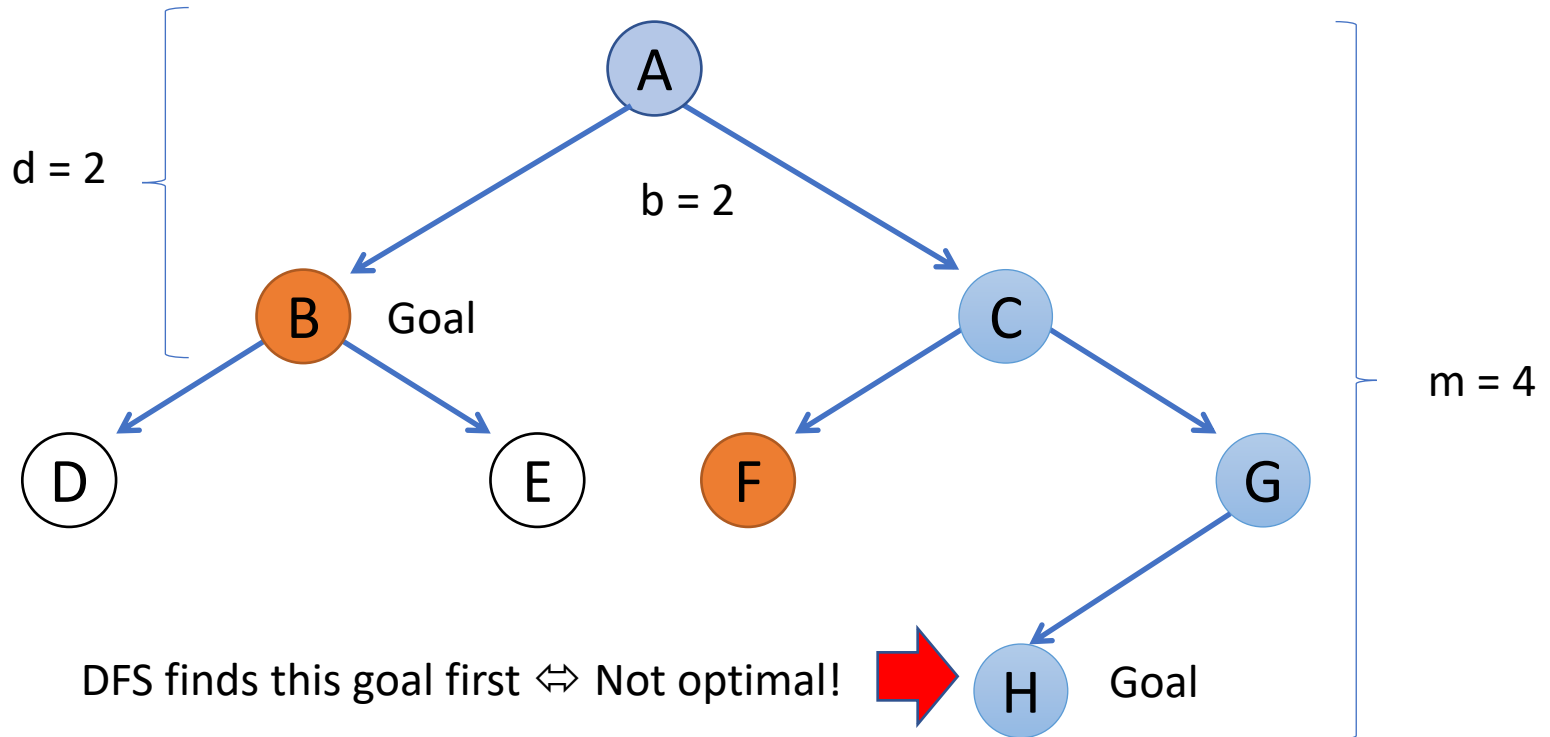 A
d = 2
b = 2
B
Goal
C
m = 4
D
E
F
G
DFS finds this goal first ⬄ Not optimal!
H
Goal